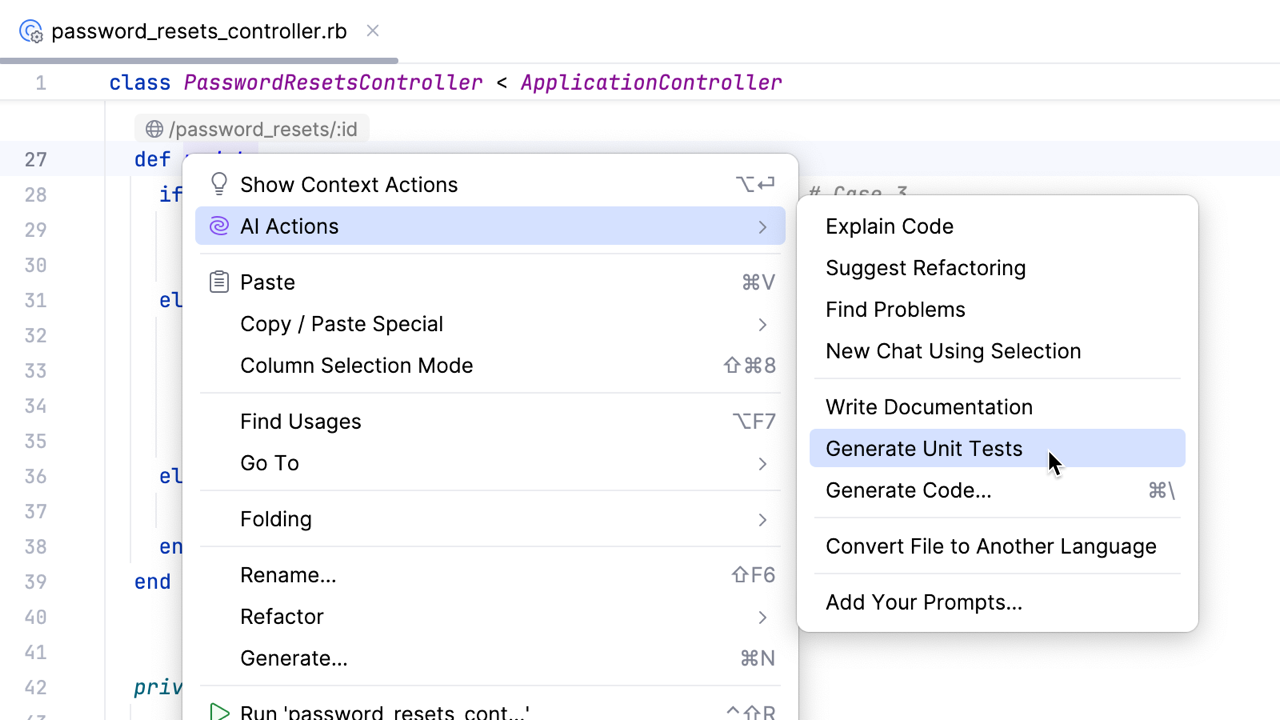 password_resets_controller.rb
1 class PasswordResetsController < ApplicationController
/password_resets/:id
27 def
28 if # Case 3
29
30
31 el
32
33
34
35
36 el
37
38 en
39 end
40
41
42 priv
Show Context Actions ⌥↩
AI Actions
Paste ⌘V
Copy / Paste Special
Column Selection Mode ⇧⌘8
Find Usages ⌥F7
Go To
Folding
Rename... ⇧F6
Refactor
Generate... ⌘N
Run 'password_resets_cont...' ⌃⇧R
Explain Code
Suggest Refactoring
Find Problems
New Chat Using Selection
Write Documentation
Generate Unit Tests
Generate Code... ⌘\
Convert File to Another Language
Add Your Prompts...